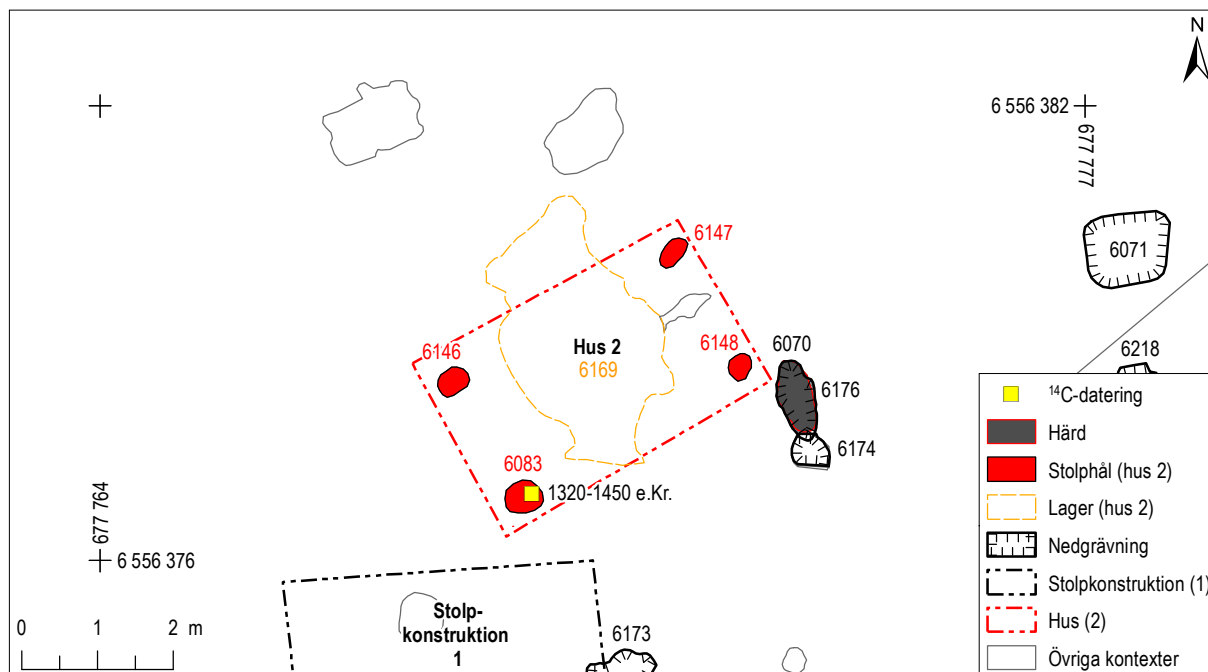 N
6 556 382
677 777
6147
6071
6148
6070
Hus 2
6146
6169
6218
6176
6174
6083
1320-1450 e.Kr.
677 764
6 556 376
Stolp-
konstruktion
1
6173
0 1 2 m
¹⁴C-datering
Härd
Stolphål (hus 2)
Lager (hus 2)
Nedgrävning
Stolpkonstruktion (1)
Hus (2)
Övriga kontexter